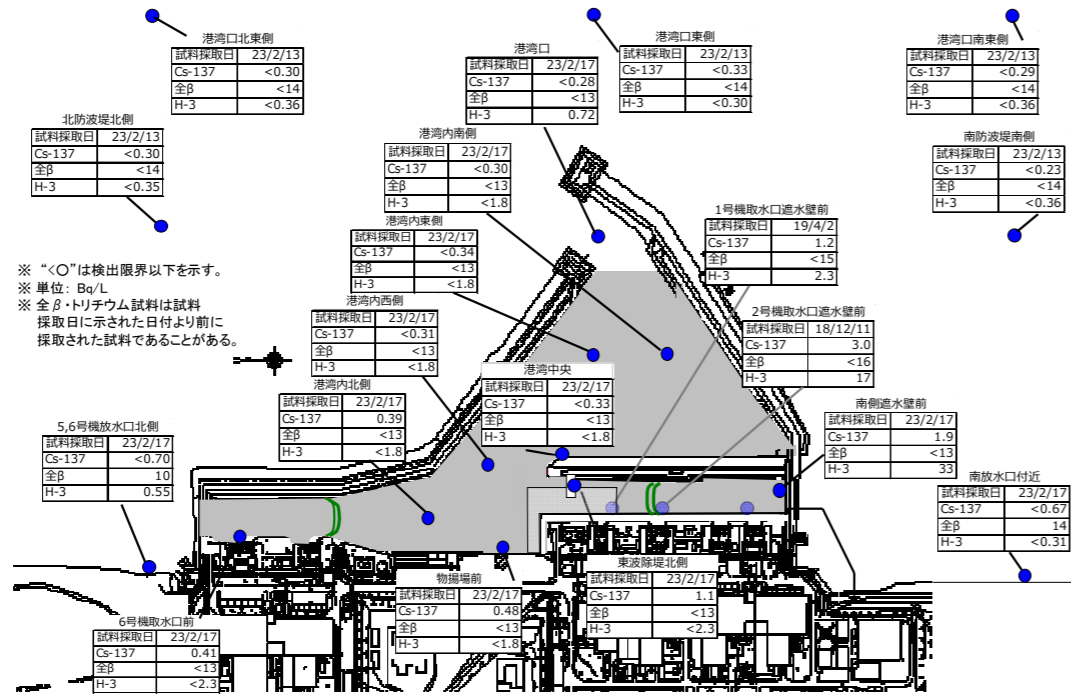 港湾口北東側
試料採取日 23/2/13
Cs-137 <0.30
全β <14
H-3 <0.36
港湾口
試料採取日 23/2/17
Cs-137 <0.28
全β <13
H-3 0.72
港湾口東側
試料採取日 23/2/13
Cs-137 <0.33
全β <14
H-3 <0.30
港湾口南東側
試料採取日 23/2/13
Cs-137 <0.29
全β <14
H-3 <0.36
北防波堤北側
試料採取日 23/2/13
Cs-137 <0.30
全β <14
H-3 <0.35
港湾内南側
試料採取日 23/2/17
Cs-137 <0.30
全β <13
H-3 <1.8
南防波堤南側
試料採取日 23/2/13
Cs-137 <0.23
全β <14
H-3 <0.36
港湾内東側
試料採取日 23/2/17
Cs-137 <0.34
全β <13
H-3 <1.8
1号機取水口遮水壁前
試料採取日 19/4/2
Cs-137 1.2
全β <15
H-3 2.3
※ “<○”は検出限界以下を示す。
※ 単位: Bq/L
※ 全β・トリチウム試料は試料
採取日に示された日付より前に
採取された試料であることがある。
港湾内西側
試料採取日 23/2/17
Cs-137 <0.31
全β <13
H-3 <1.8
2号機取水口遮水壁前
試料採取日 18/12/11
Cs-137 3.0
全β <16
H-3 17
港湾中央
試料採取日 23/2/17
Cs-137 <0.33
全β <13
H-3 <1.8
港湾内北側
試料採取日 23/2/17
Cs-137 0.39
全β <13
H-3 <1.8
南側遮水壁前
試料採取日 23/2/17
Cs-137 1.9
全β <13
H-3 33
5,6号機放水口北側
試料採取日 23/2/17
Cs-137 <0.70
全β 10
H-3 0.55
南放水口付近
試料採取日 23/2/17
Cs-137 <0.67
全β 14
H-3 <0.31
物揚場前
試料採取日 23/2/17
Cs-137 0.48
全β <13
H-3 <1.8
東波除堤北側
試料採取日 23/2/17
Cs-137 1.1
全β <13
H-3 <2.3
6号機取水口前
試料採取日 23/2/17
Cs-137 0.41
全β <13
H-3 <2.3